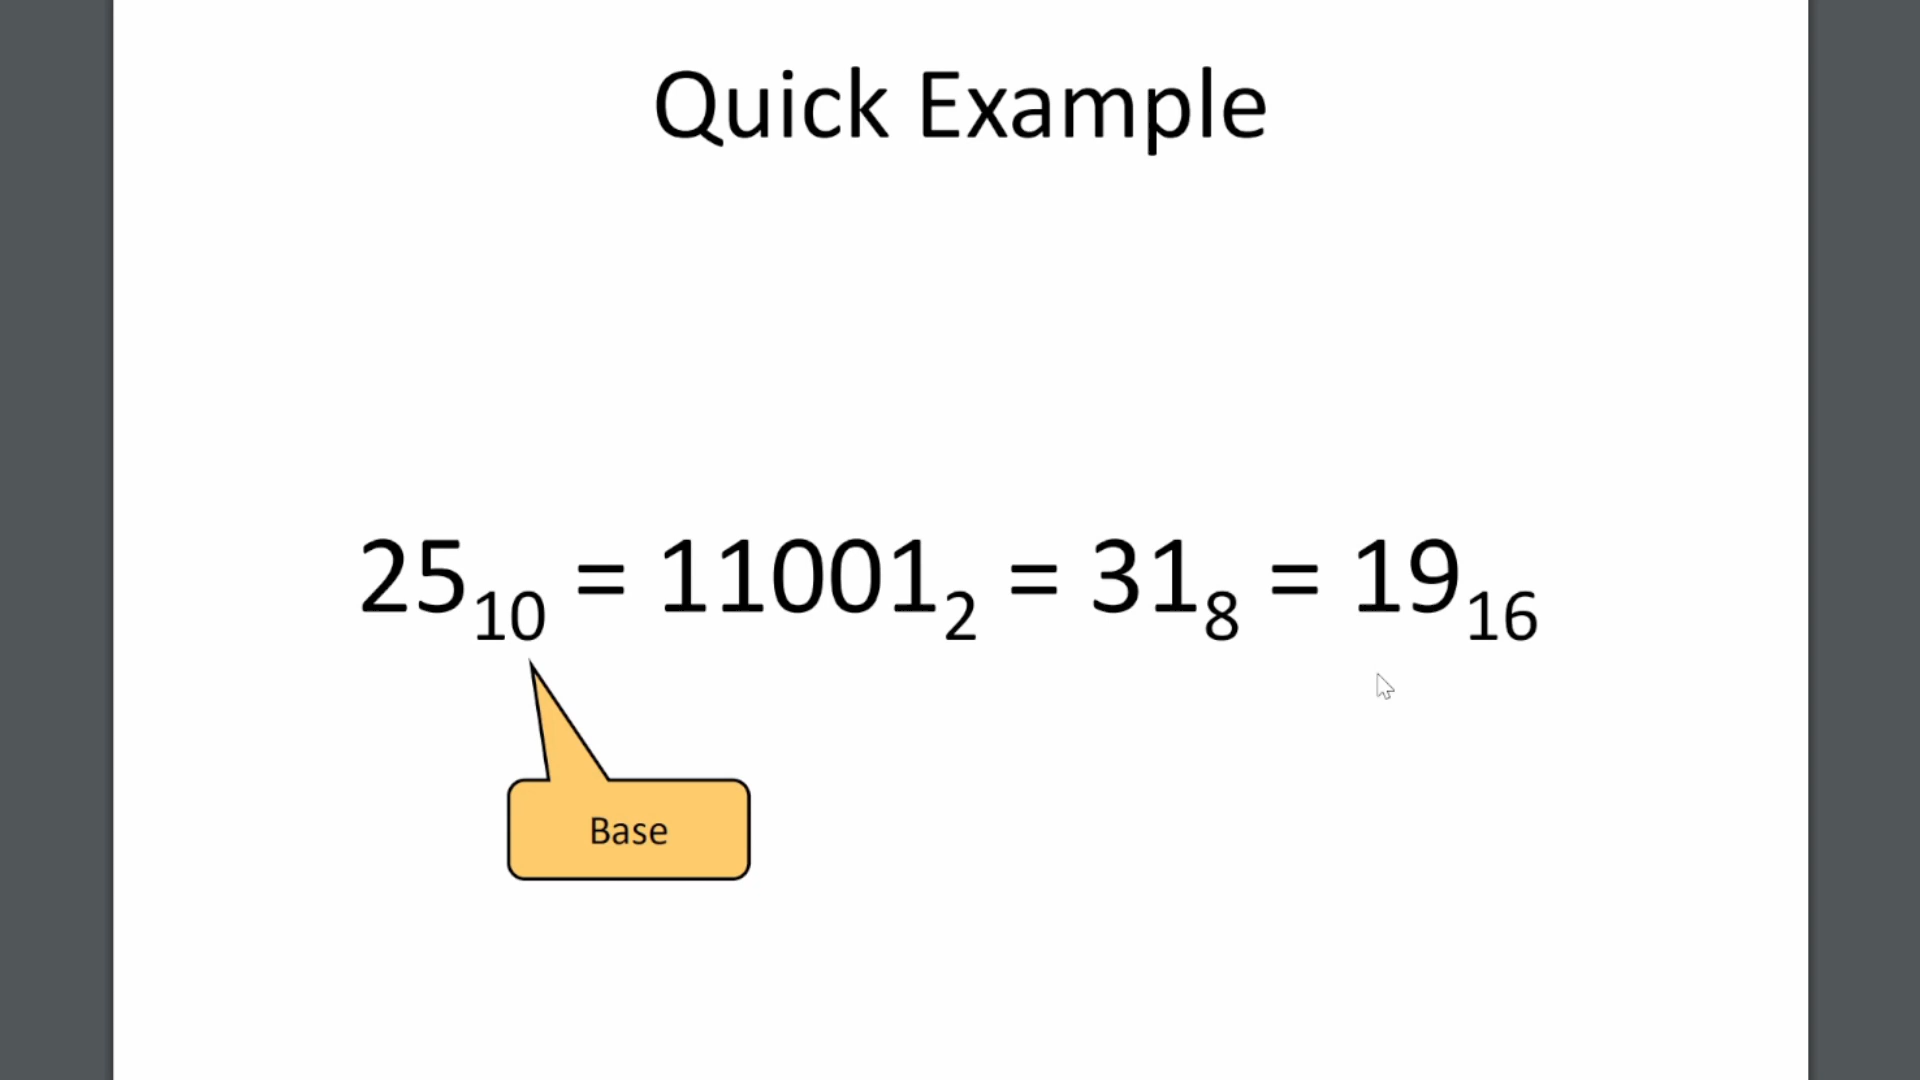 Quick Example
25₁₀ = 11001₂ = 31₈ = 19₁₆
Base